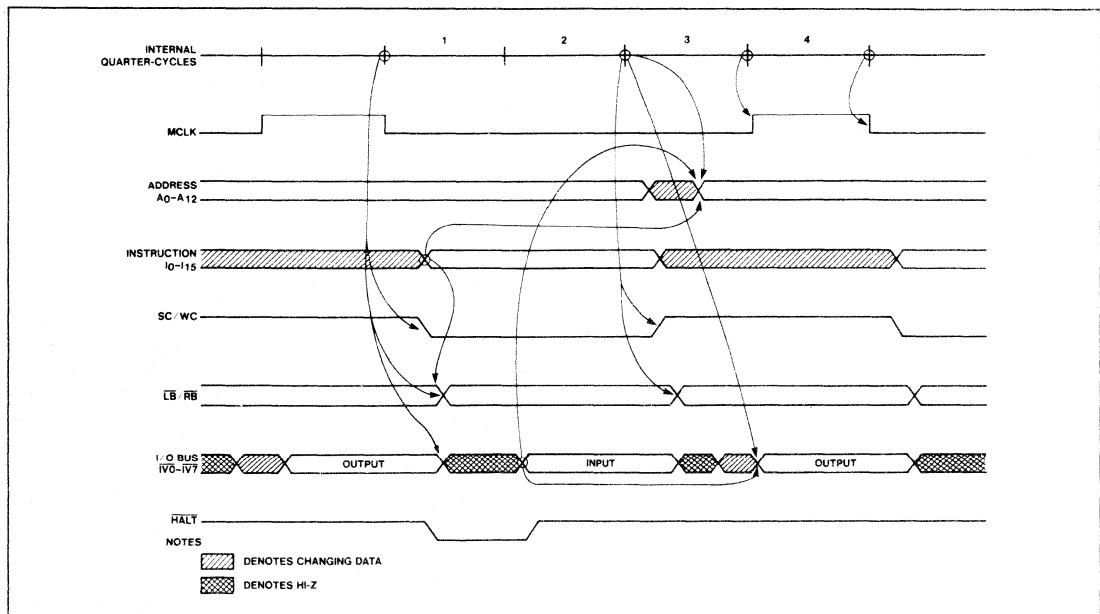 1 2 3 4
INTERNAL
QUARTER-CYCLES
MCLK
ADDRESS
A0–A12
INSTRUCTION
I0–I15
SC/WC
LB/RB
I/O BUS
IV0–IV7
OUTPUT INPUT OUTPUT
HALT
NOTES
DENOTES CHANGING DATA
DENOTES HI-Z